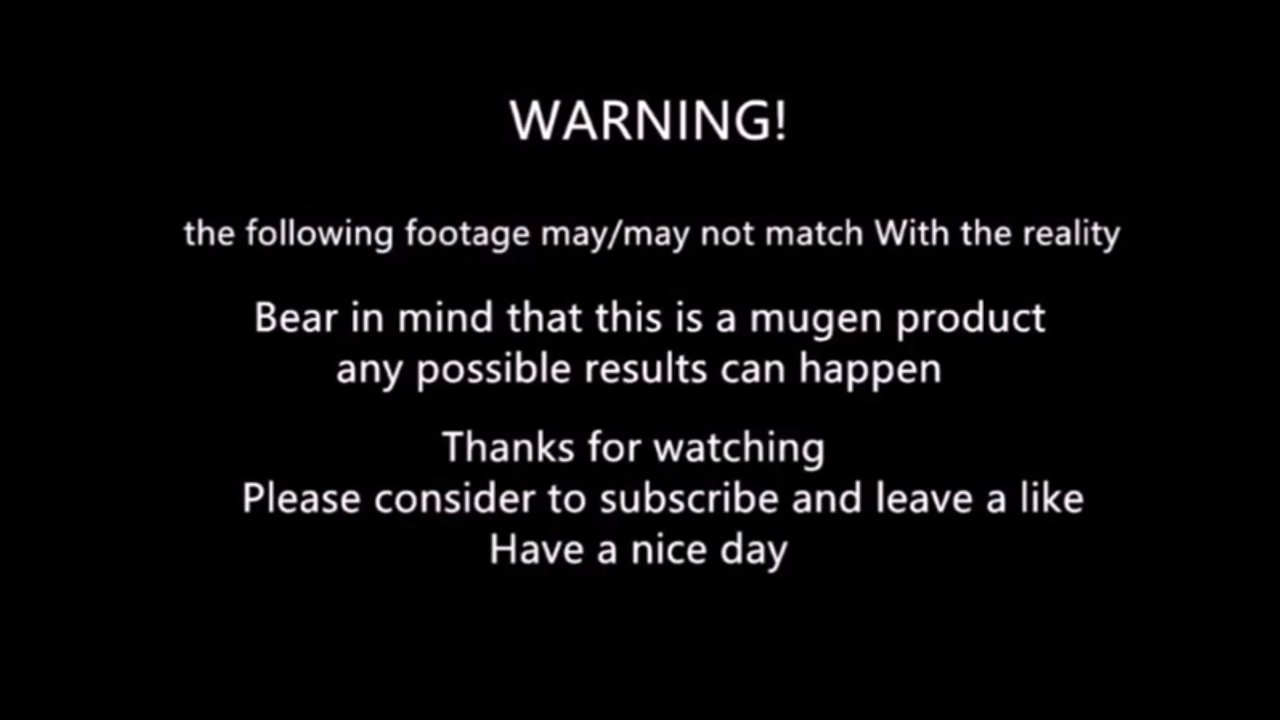 WARNING!
the following footage may/may not match With the reality
Bear in mind that this is a mugen product
any possible results can happen
Thanks for watching
Please consider to subscribe and leave a like
Have a nice day